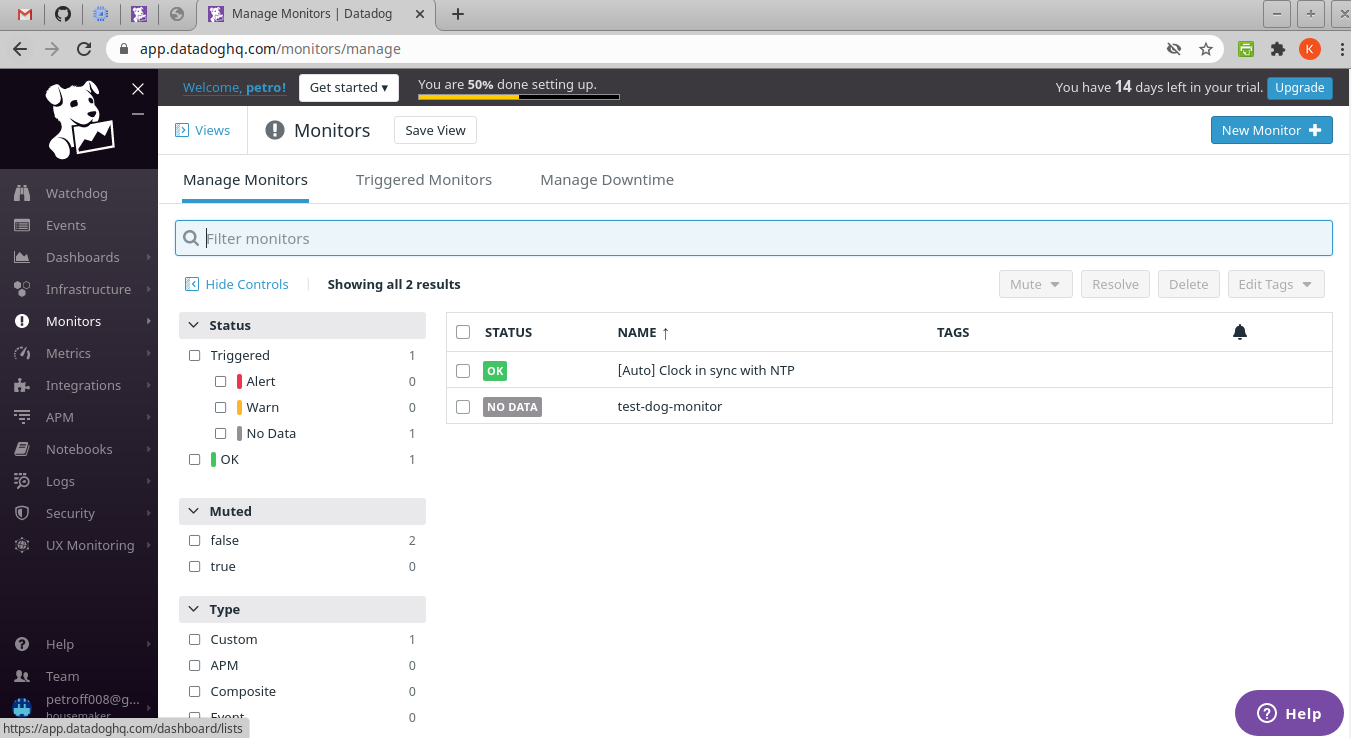 Manage Monitors | Datadog
app.datadoghq.com/monitors/manage
K
Welcome, petro!
Get started ▾
You are 50% done setting up.
You have 14 days left in your trial.
Upgrade
Views
Monitors
Save View
New Monitor
Manage Monitors
Triggered Monitors
Manage Downtime
Filter monitors
Hide Controls
Showing all 2 results
Mute
Resolve
Delete
Edit Tags
Watchdog
Events
Dashboards
Infrastructure
Monitors
Metrics
Integrations
APM
Notebooks
Logs
Security
UX Monitoring
Help
Team
petroff008@g...
housemaker
https://app.datadoghq.com/dashboard/lists
Status
Triggered 1
Alert 0
Warn 0
No Data 1
OK 1
Muted
false 2
true 0
Type
Custom 1
APM 0
Composite 0
Event 0
STATUS NAME ↑ TAGS
OK [Auto] Clock in sync with NTP
NO DATA test-dog-monitor
Help